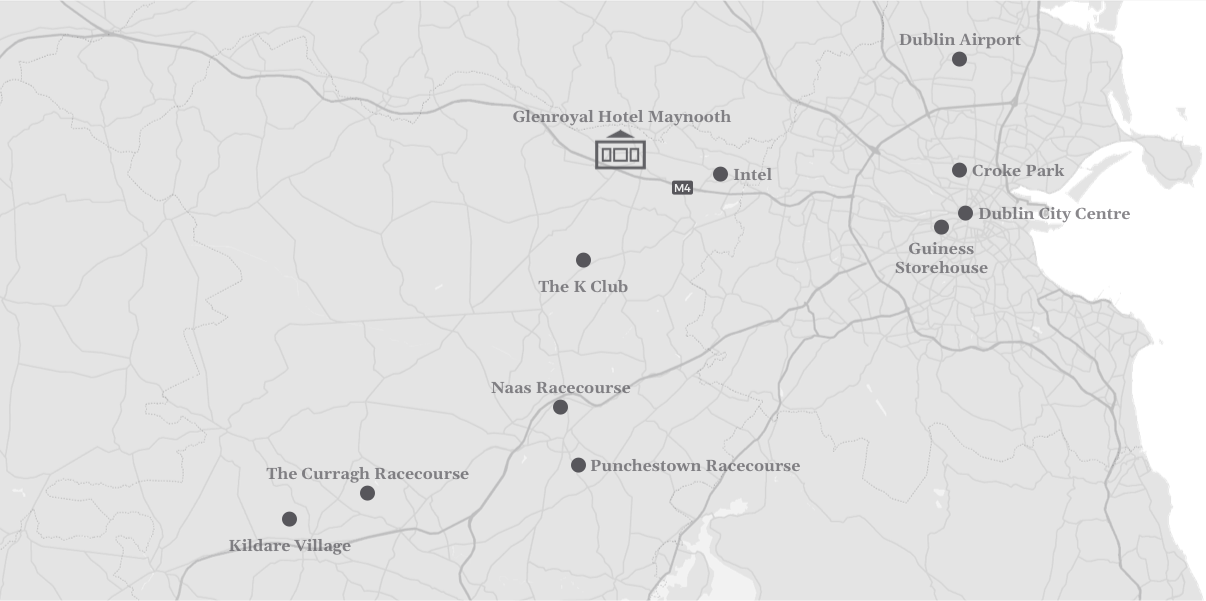 Dublin Airport
Glenroyal Hotel Maynooth
Intel
Croke Park
M4
Dublin City Centre
Guiness
Storehouse
The K Club
Naas Racecourse
Punchestown Racecourse
The Curragh Racecourse
Kildare Village